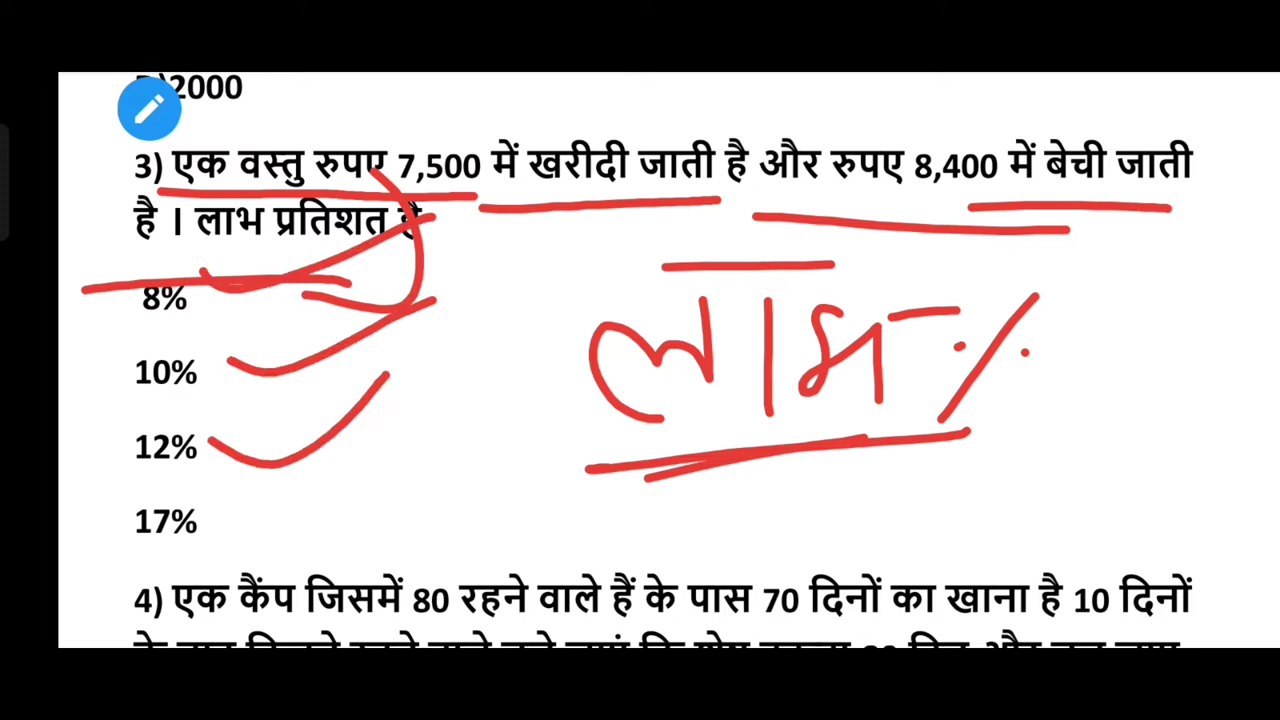 2000
3) एक वस्तु रुपए 7,500 में खरीदी जाती है और रुपए 8,400 में बेची जाती
है । लाभ प्रतिशत है
8%
10%
लाभ %
12%
17%
4) एक कैंप जिसमें 80 रहने वाले हैं के पास 70 दिनों का खाना है 10 दिनों